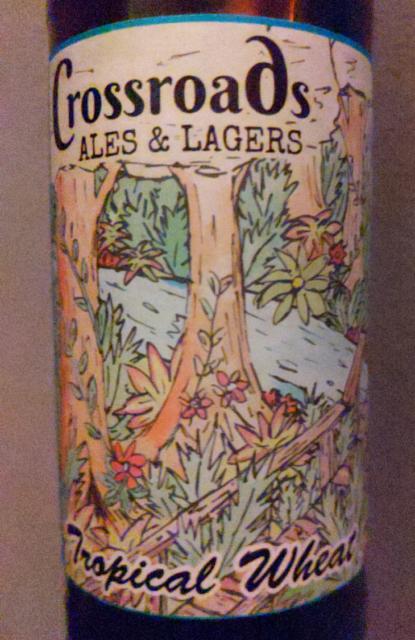 Crossroads
ALES & LAGERS
Tropical Wheat